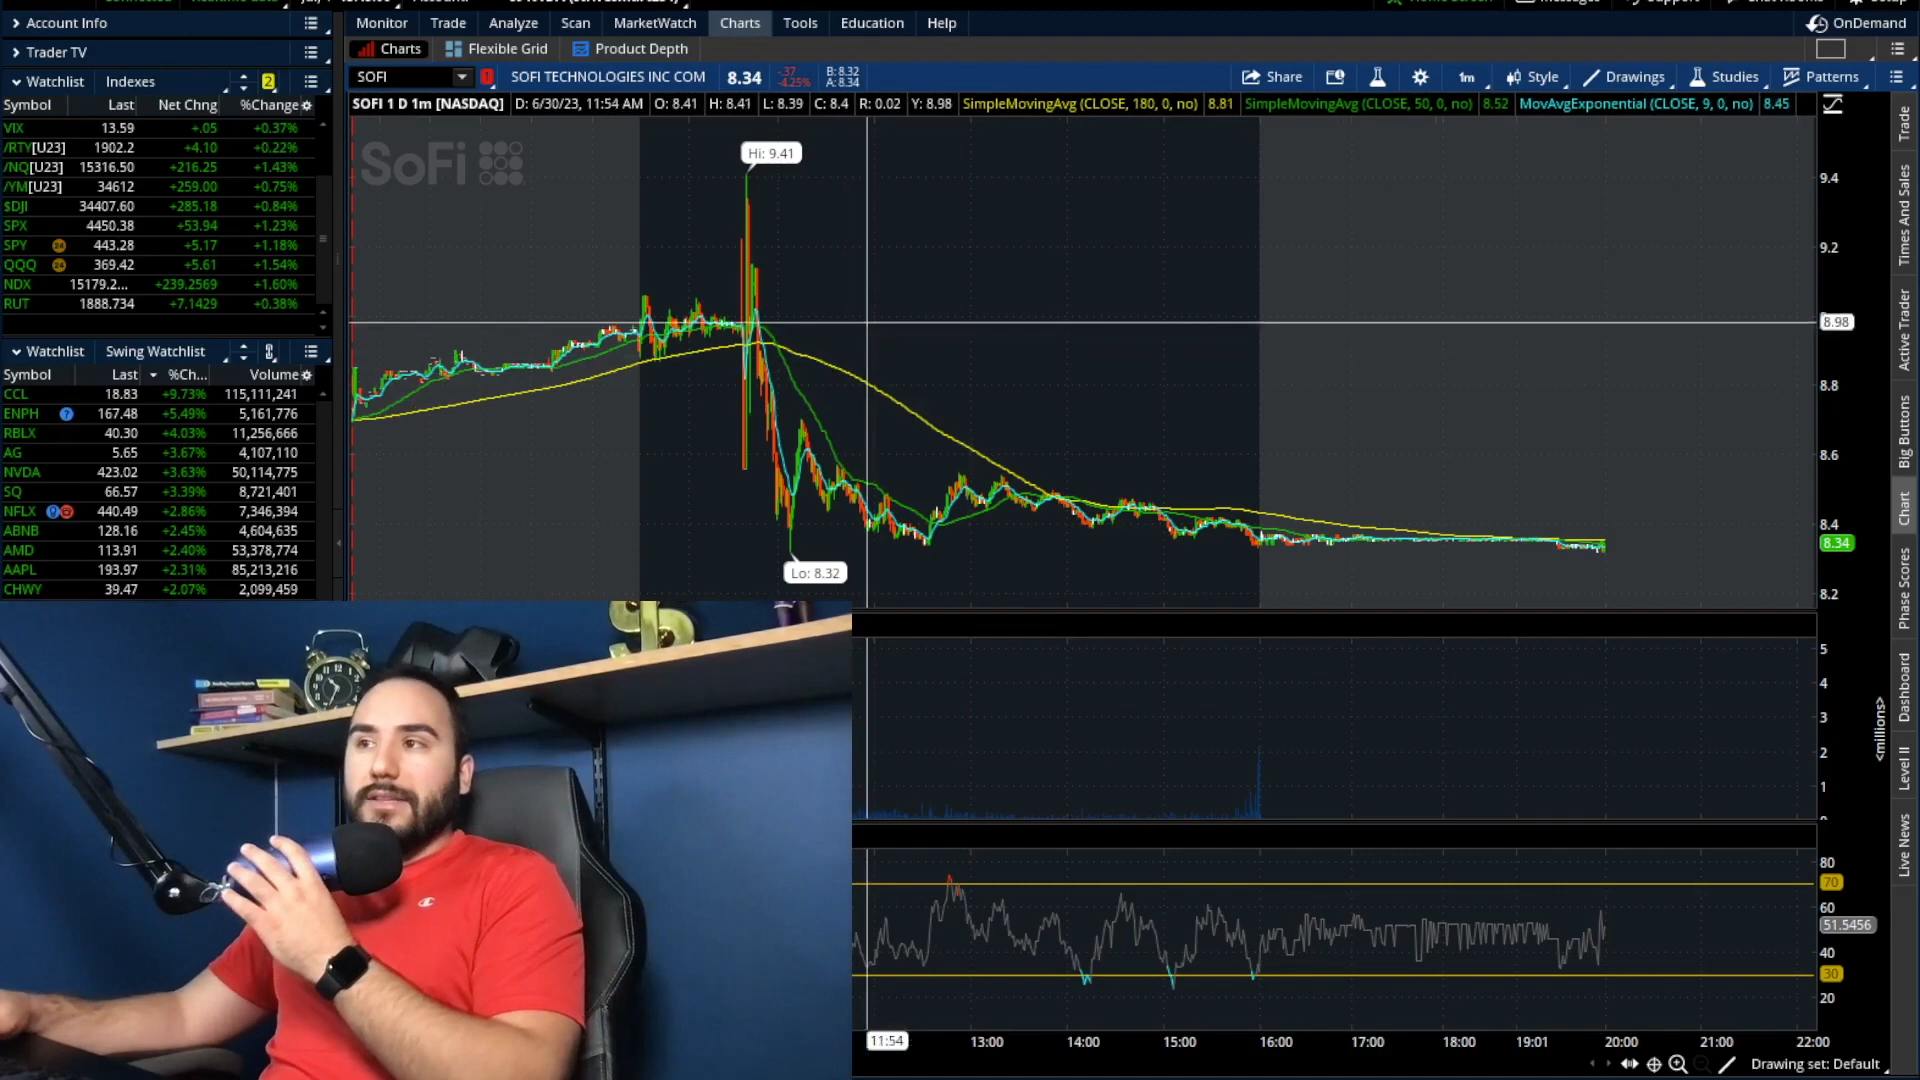 Account Info
Trader TV
Watchlist Indexes 2
Symbol Last Net Chng %Change
VIX 13.59 +.05 +0.37%
/RTY[U23] 1902.2 +4.10 +0.22%
/NQ[U23] 15316.50 +216.25 +1.43%
/YM[U23] 34612 +259.00 +0.75%
$DJI 34407.60 +285.18 +0.84%
SPX 4450.38 +53.94 +1.23%
SPY 24 443.28 +5.17 +1.18%
QQQ 24 369.42 +5.61 +1.54%
NDX 15179.2... +239.2569 +1.60%
RUT 1888.734 +7.1429 +0.38%
Watchlist Swing Watchlist
Symbol Last %Ch... Volume
CCL 18.83 +9.73% 115,111,241
ENPH 167.48 +5.49% 5,161,776
RBLX 40.30 +4.03% 11,256,666
AG 5.65 +3.67% 4,107,110
NVDA 423.02 +3.63% 50,114,775
SQ 66.57 +3.39% 8,721,401
NFLX 440.49 +2.86% 7,346,394
ABNB 128.16 +2.45% 4,604,635
AMD 113.91 +2.40% 53,378,774
AAPL 193.97 +2.31% 85,213,216
CHWY 39.47 +2.07% 2,099,459
Monitor Trade Analyze Scan MarketWatch Charts Tools Education Help
OnDemand
Charts Flexible Grid Product Depth
SOFI SOFI TECHNOLOGIES INC COM 8.34 -.37 -4.25% B: 8.32 A: 8.34
Share 1m Style Drawings Studies Patterns
SOFI 1 D 1m [NASDAQ] D: 6/30/23, 11:54 AM O: 8.41 H: 8.41 L: 8.39 C: 8.4 R: 0.02 Y: 8.98 SimpleMovingAvg (CLOSE, 180, 0, no) 8.81 SimpleMovingAvg (CLOSE, 50, 0, no) 8.52 MovAvgExponential (CLOSE, 9, 0, no) 8.45
SoFi
Hi: 9.41
Lo: 8.32
9.4
9.2
8.98
8.8
8.6
8.4
8.34
8.2
5
4
3
2
1
<millions>
80
70
60
51.5456
40
30
20
11:54 13:00 14:00 15:00 16:00 17:00 18:00 19:01 20:00 21:00 22:00
Drawing set: Default
Trade
Times And Sales
Active Trader
Big Buttons
Chart
Phase Scores
Dashboard
Level II
Live News